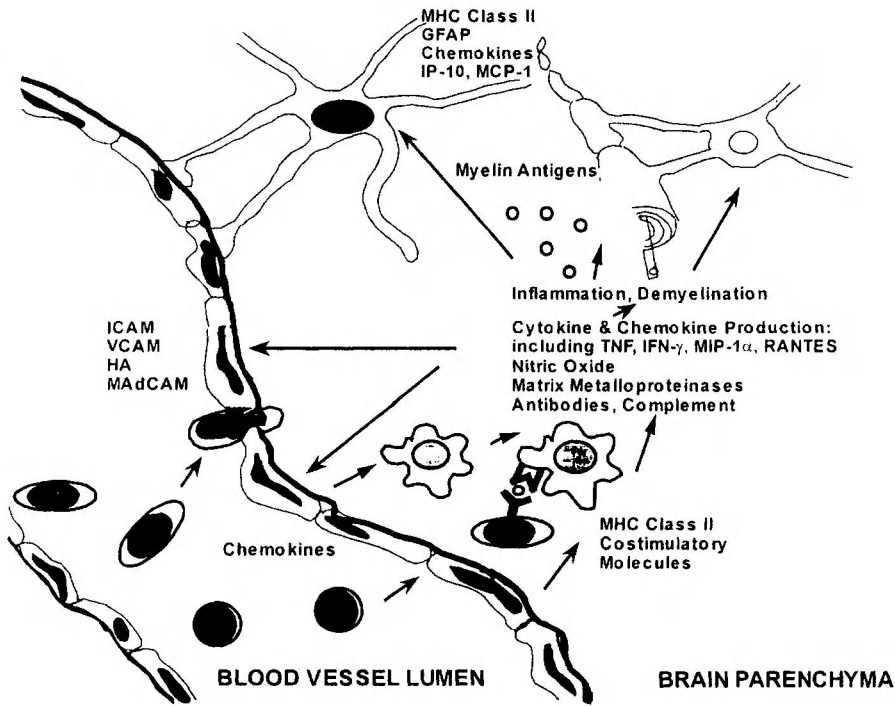 MHC Class II
GFAP
Chemokines
IP-10, MCP-1
Myelin Antigens
Inflammation, Demyelination
Cytokine & Chemokine Production:
including TNF, IFN-γ, MIP-1α, RANTES
Nitric Oxide
Matrix Metalloproteinases
Antibodies, Complement
ICAM
VCAM
HA
MAdCAM
Chemokines
MHC Class II
Costimulatory
Molecules
BLOOD VESSEL LUMEN
BRAIN PARENCHYMA